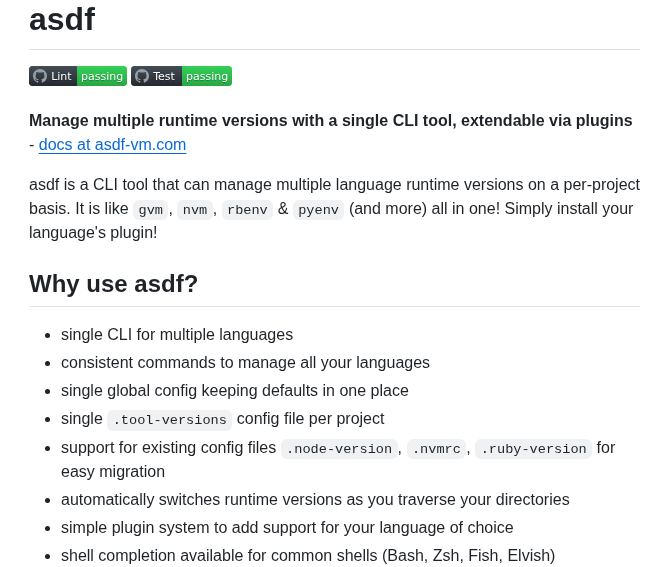 asdf
Lint passing Test passing
Manage multiple runtime versions with a single CLI tool, extendable via plugins
- docs at asdf-vm.com
asdf is a CLI tool that can manage multiple language runtime versions on a per-project
basis. It is like gvm, nvm, rbenv & pyenv (and more) all in one! Simply install your
language's plugin!
Why use asdf?
• single CLI for multiple languages
• consistent commands to manage all your languages
• single global config keeping defaults in one place
• single .tool-versions config file per project
• support for existing config files .node-version, .nvmrc, .ruby-version for
easy migration
• automatically switches runtime versions as you traverse your directories
• simple plugin system to add support for your language of choice
• shell completion available for common shells (Bash, Zsh, Fish, Elvish)